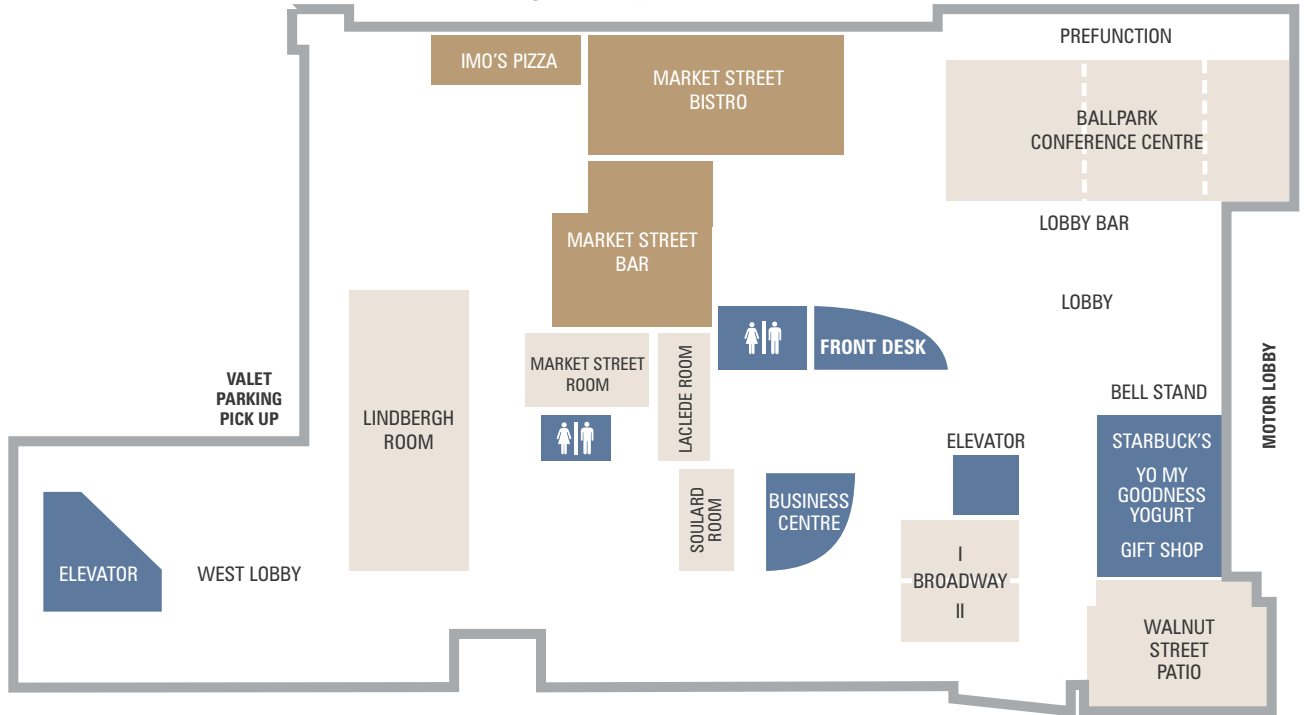 PREFUNCTION
IMO'S PIZZA
MARKET STREET
BISTRO
BALLPARK
CONFERENCE CENTRE
LOBBY BAR
MARKET STREET
BAR
LOBBY
FRONT DESK
MARKET STREET
ROOM
LACLEDE ROOM
VALET
PARKING
PICK UP
LINDBERGH
ROOM
MOTOR LOBBY
BELL STAND
ELEVATOR
STARBUCK'S
YO MY
GOODNESS
YOGURT
GIFT SHOP
SOULARD
ROOM
BUSINESS
CENTRE
ELEVATOR
WEST LOBBY
I
BROADWAY
II
WALNUT
STREET
PATIO